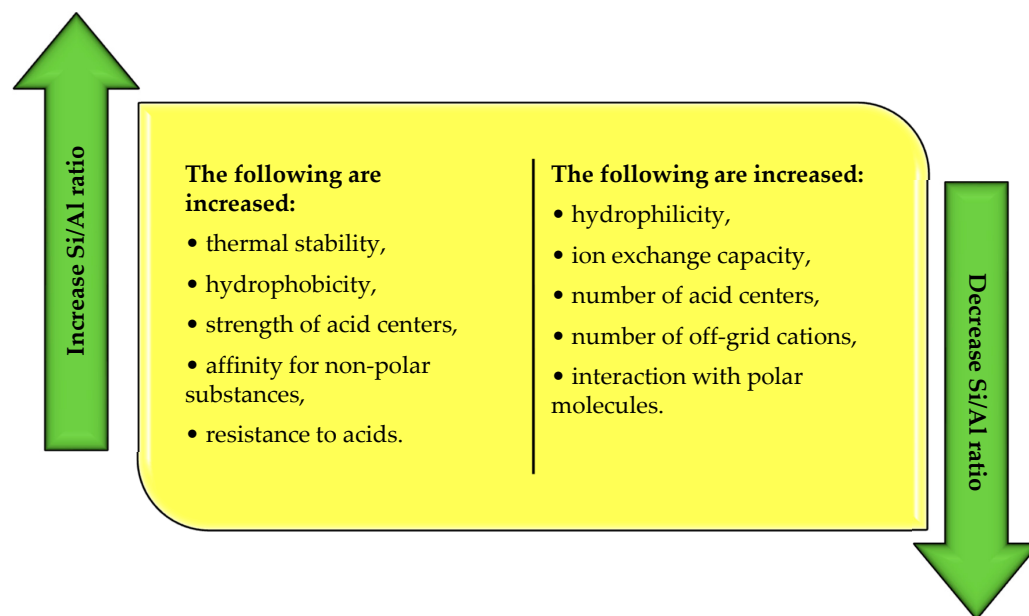 Increase Si/Al ratio
The following are
increased:
• thermal stability,
• hydrophobicity,
• strength of acid centers,
• affinity for non-polar
substances,
• resistance to acids.
The following are increased:
• hydrophilicity,
• ion exchange capacity,
• number of acid centers,
• number of off-grid cations,
• interaction with polar
molecules.
Decrease Si/Al ratio